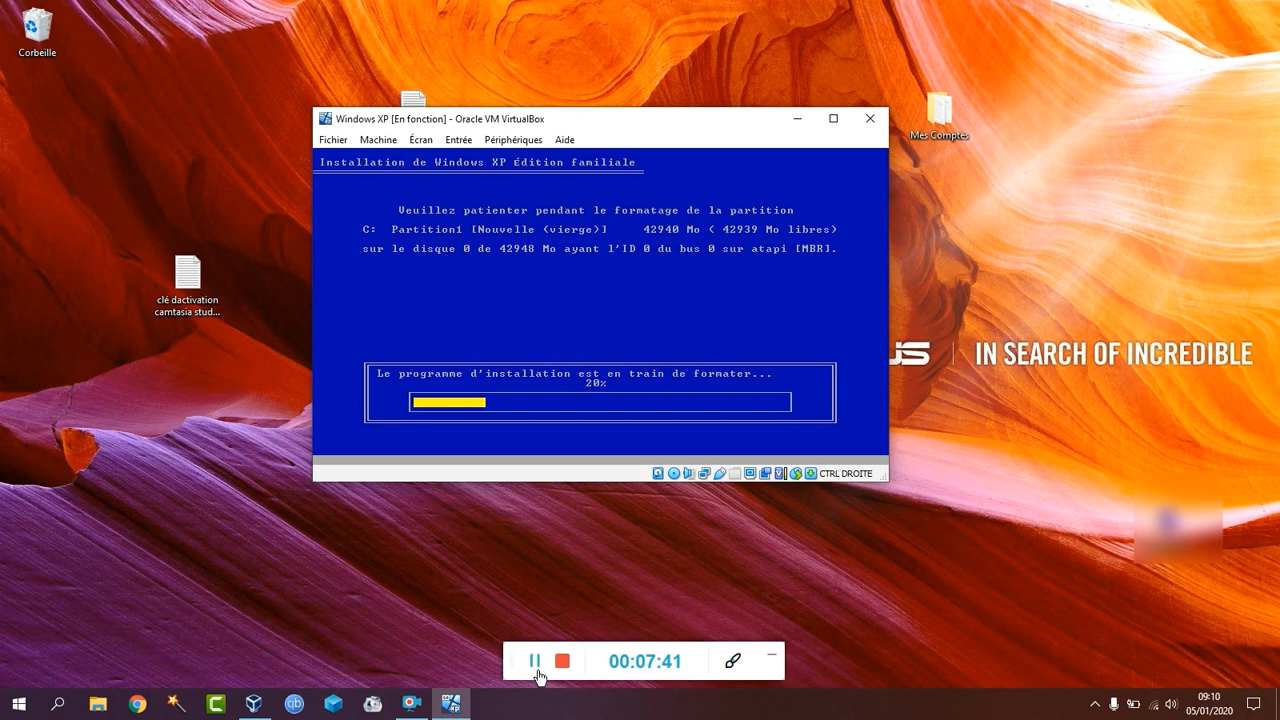 Corbeille
Mes Comptes
clé dactivation
camtasia stud...
Windows XP [En fonction] - Oracle VM VirtualBox
Fichier Machine Écran Entrée Périphériques Aide
Installation de Windows XP Édition familiale
Veuillez patienter pendant le formatage de la partition
C: Partition1 [Nouvelle (vierge)] 42940 Mo ( 42939 Mo libres)
sur le disque 0 de 42948 Mo ayant l'ID 0 du bus 0 sur atapi [MBR].
Le programme d'installation est en train de formater...
20%
CTRL DROITE
IN SEARCH OF INCREDIBLE
00:07:41
09:10
05/01/2020